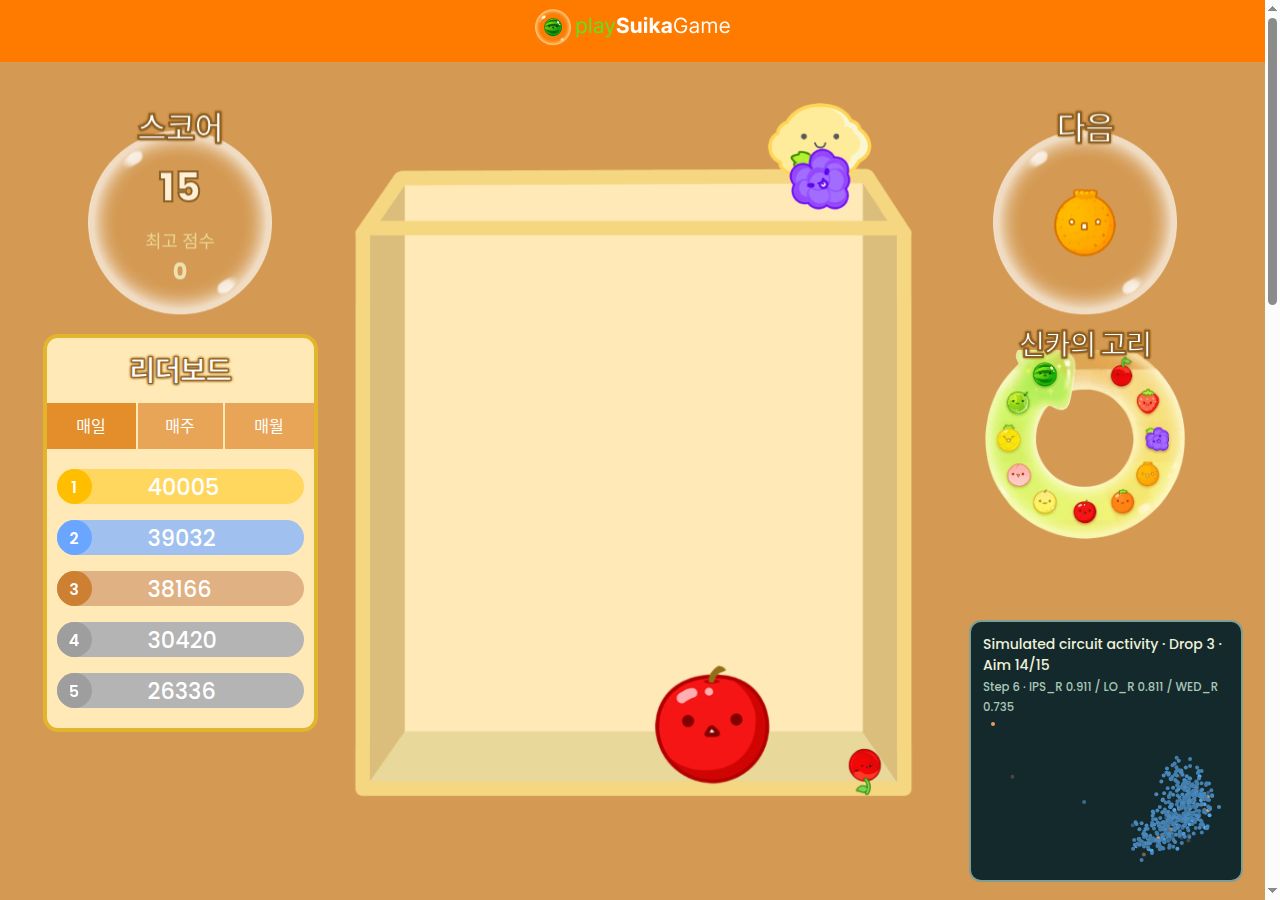 playSuikaGame
스코어
15
최고 점수
0
다음
신카의 고리
리더보드
매일 매주 매월
1 40005
2 39032
3 38166
4 30420
5 26336
Simulated circuit activity · Drop 3 ·
Aim 14/15
Step 6 · IPS_R 0.911 / LO_R 0.811 / WED_R
0.735